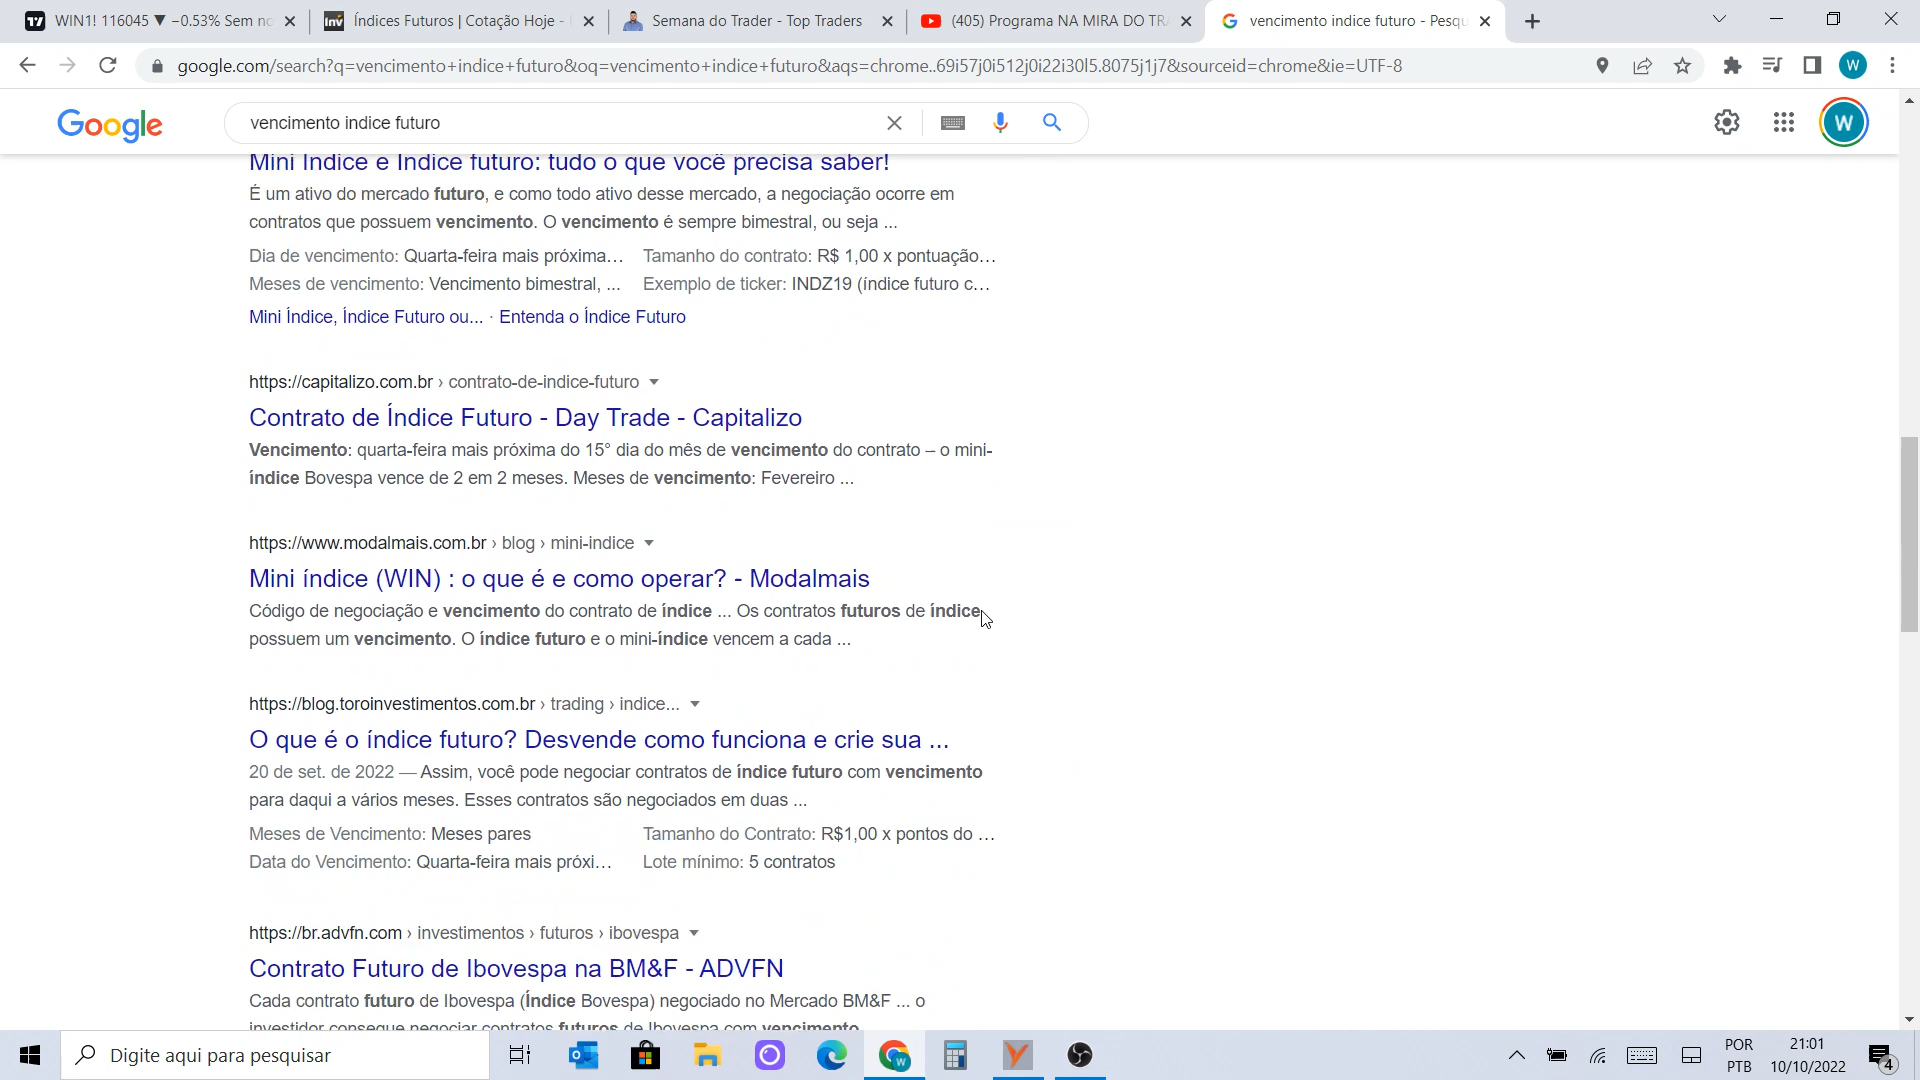 WIN1! 116045 ▼ −0.53% Sem no
Índices Futuros | Cotação Hoje -
Semana do Trader - Top Traders
(405) Programa NA MIRA DO TR
vencimento indice futuro - Pesqu
google.com/search?q=vencimento+indice+futuro&oq=vencimento+indice+futuro&aqs=chrome..69i57j0i512j0i22i30l5.8075j1j7&sourceid=chrome&ie=UTF-8
W
Google
vencimento indice futuro
W
Mini Índice e Índice futuro: tudo o que você precisa saber!
É um ativo do mercado futuro, e como todo ativo desse mercado, a negociação ocorre em
contratos que possuem vencimento. O vencimento é sempre bimestral, ou seja ...
Dia de vencimento: Quarta-feira mais próxima... Tamanho do contrato: R$ 1,00 x pontuação...
Meses de vencimento: Vencimento bimestral, ... Exemplo de ticker: INDZ19 (índice futuro c...
Mini Índice, Índice Futuro ou... · Entenda o Índice Futuro
https://capitalizo.com.br › contrato-de-indice-futuro
Contrato de Índice Futuro - Day Trade - Capitalizo
Vencimento: quarta-feira mais próxima do 15° dia do mês de vencimento do contrato – o mini-
índice Bovespa vence de 2 em 2 meses. Meses de vencimento: Fevereiro ...
https://www.modalmais.com.br › blog › mini-indice
Mini índice (WIN) : o que é e como operar? - Modalmais
Código de negociação e vencimento do contrato de índice ... Os contratos futuros de índice
possuem um vencimento. O índice futuro e o mini-índice vencem a cada ...
https://blog.toroinvestimentos.com.br › trading › indice...
O que é o índice futuro? Desvende como funciona e crie sua ...
20 de set. de 2022 — Assim, você pode negociar contratos de índice futuro com vencimento
para daqui a vários meses. Esses contratos são negociados em duas ...
Meses de Vencimento: Meses pares Tamanho do Contrato: R$1,00 x pontos do ...
Data do Vencimento: Quarta-feira mais próxi... Lote mínimo: 5 contratos
https://br.advfn.com › investimentos › futuros › ibovespa
Contrato Futuro de Ibovespa na BM&F - ADVFN
Cada contrato futuro de Ibovespa (Índice Bovespa) negociado no Mercado BM&F ... o
investidor consegue negociar contratos futuros de Ibovespa com vencimento
Digite aqui para pesquisar
POR
PTB
21:01
10/10/2022
4